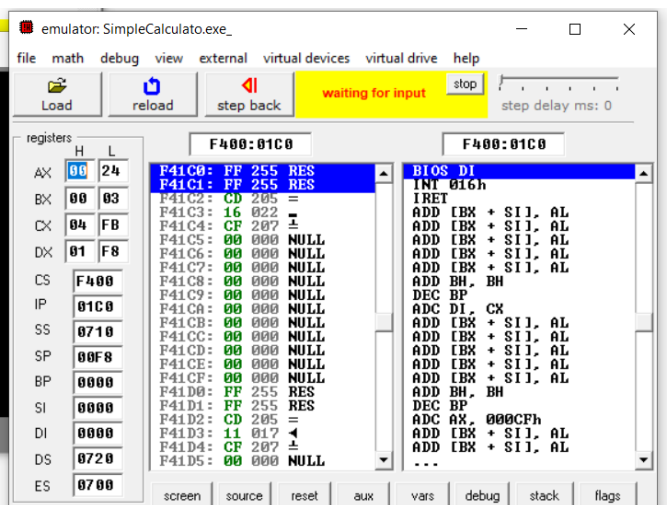 emulator: SimpleCalculato.exe_
file math debug view external virtual devices virtual drive help
Load reload step back waiting for input stop step delay ms: 0
registers F400:01C0 F400:01C0
H L
AX 00 24
BX 00 03
CX 04 FB
DX 01 F8
CS F400
IP 01C0
SS 0710
SP 00F8
BP 0000
SI 0000
DI 0000
DS 0720
ES 0700
F41C0: FF 255 RES
F41C1: FF 255 RES
F41C2: CD 205 =
F41C3: 16 022 ▬
F41C4: CF 207 ╧
F41C5: 00 000 NULL
F41C6: 00 000 NULL
F41C7: 00 000 NULL
F41C8: 00 000 NULL
F41C9: 00 000 NULL
F41CA: 00 000 NULL
F41CB: 00 000 NULL
F41CC: 00 000 NULL
F41CD: 00 000 NULL
F41CE: 00 000 NULL
F41CF: 00 000 NULL
F41D0: FF 255 RES
F41D1: FF 255 RES
F41D2: CD 205 =
F41D3: 11 017 ◄
F41D4: CF 207 ╧
F41D5: 00 000 NULL
BIOS DI
INT 016h
IRET
ADD [BX + SI], AL
ADD [BX + SI], AL
ADD [BX + SI], AL
ADD [BX + SI], AL
ADD [BX + SI], AL
ADD BH, BH
DEC BP
ADC DI, CX
ADD [BX + SI], AL
ADD [BX + SI], AL
ADD [BX + SI], AL
ADD [BX + SI], AL
ADD [BX + SI], AL
ADD BH, BH
DEC BP
ADC AX, 000CFh
ADD [BX + SI], AL
ADD [BX + SI], AL
...
screen source reset aux vars debug stack flags